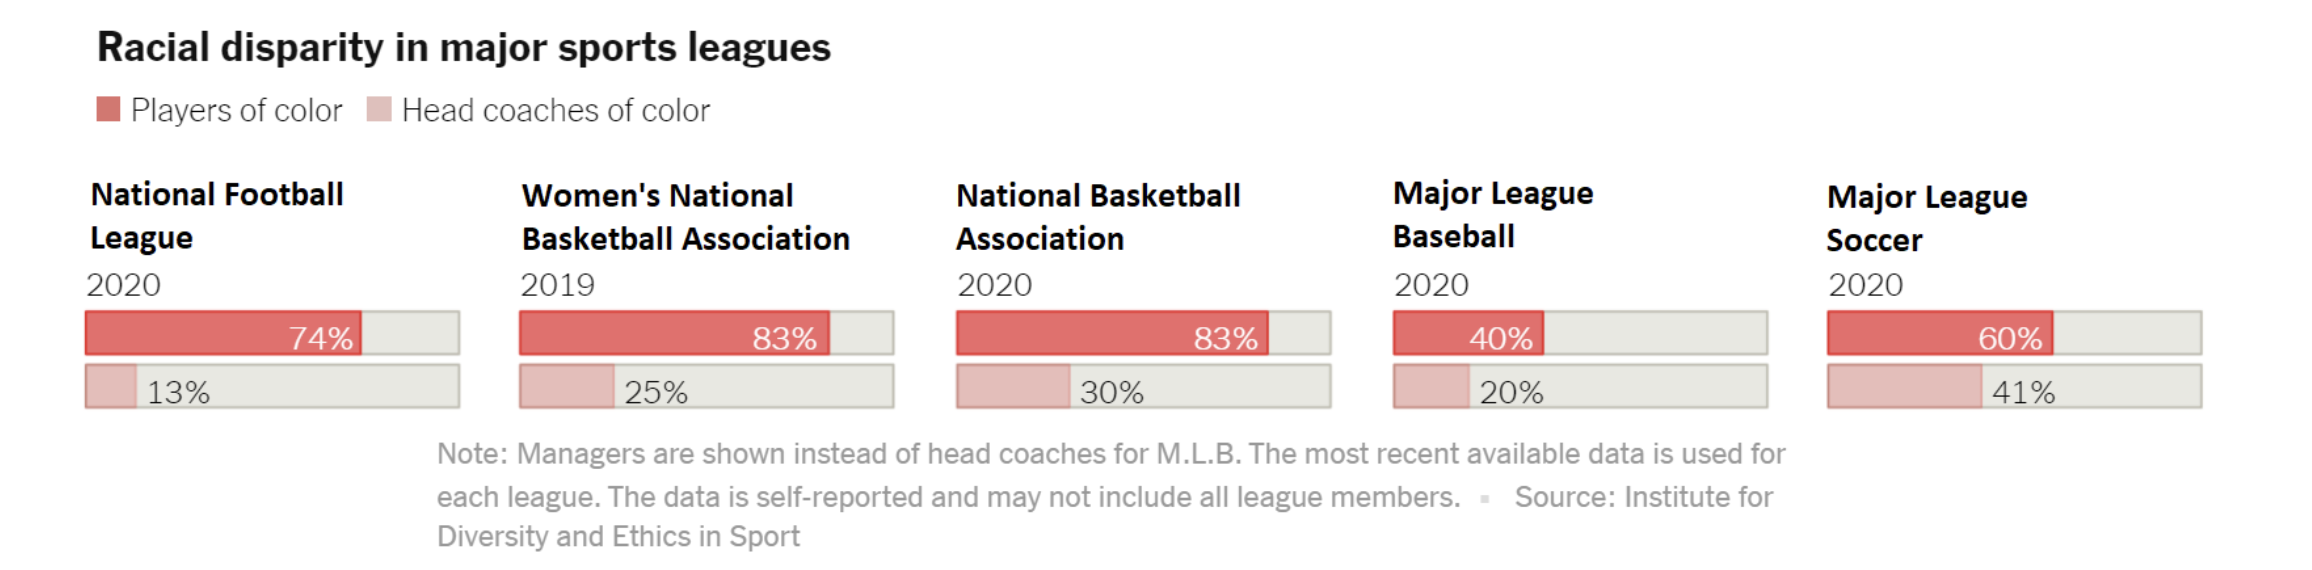 Racial disparity in major sports leagues
Players of color Head coaches of color
National Football
League
2020
74%
13%
Women's National
Basketball Association
2019
83%
25%
National Basketball
Association
2020
83%
30%
Major League
Baseball
2020
40%
20%
Major League
Soccer
2020
60%
41%
Note: Managers are shown instead of head coaches for M.L.B. The most recent available data is used for
each league. The data is self-reported and may not include all league members. ▪ Source: Institute for
Diversity and Ethics in Sport